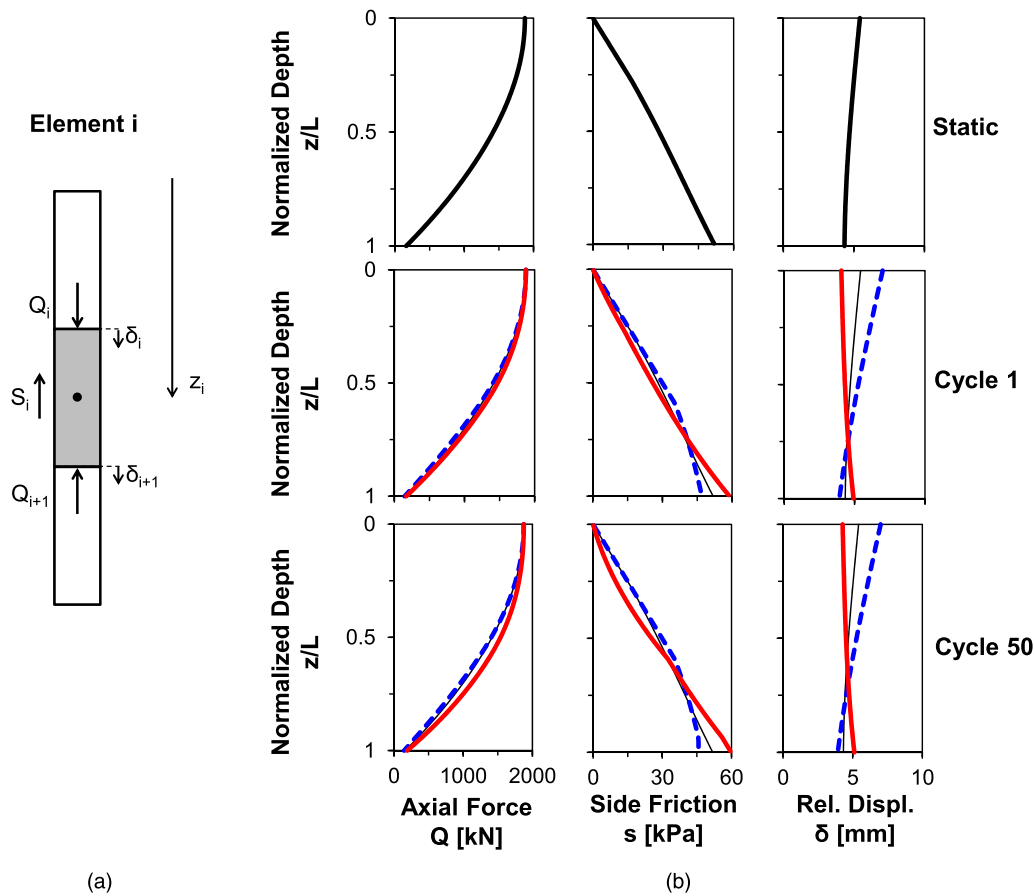 Element i
Q_i
δ_i
S_i
z_i
δ_{i+1}
Q_{i+1}
(a)
Normalized Depth
z/L
0
0.5
1
Static
Normalized Depth
z/L
0
0.5
1
Cycle 1
Normalized Depth
z/L
0
0.5
1
Cycle 50
0 1000 2000
0 30 60
0 5 10
Axial Force
Q [kN]
Side Friction
s [kPa]
Rel. Displ.
δ [mm]
(b)